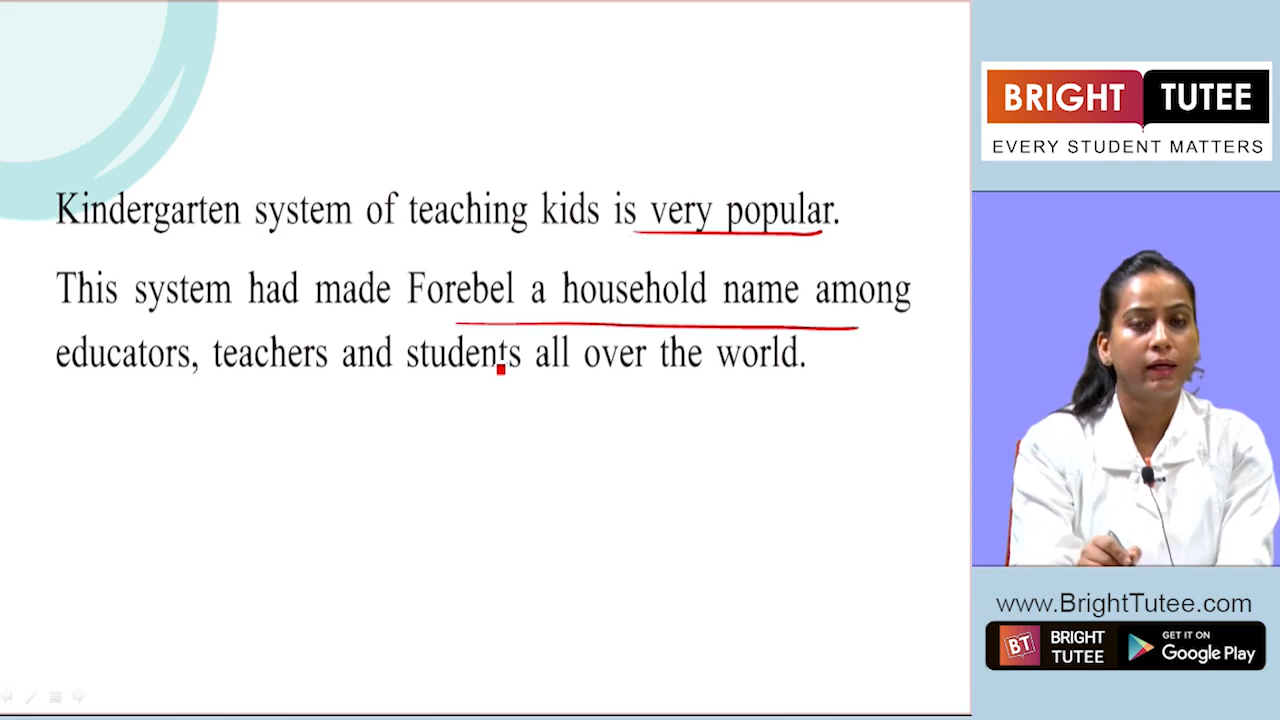 Kindergarten system of teaching kids is very popular.
This system had made Forebel a household name among
educators, teachers and students all over the world.
BRIGHT TUTEE
EVERY STUDENT MATTERS
www.BrightTutee.com
BT
BRIGHT
TUTEE
GET IT ON
Google Play